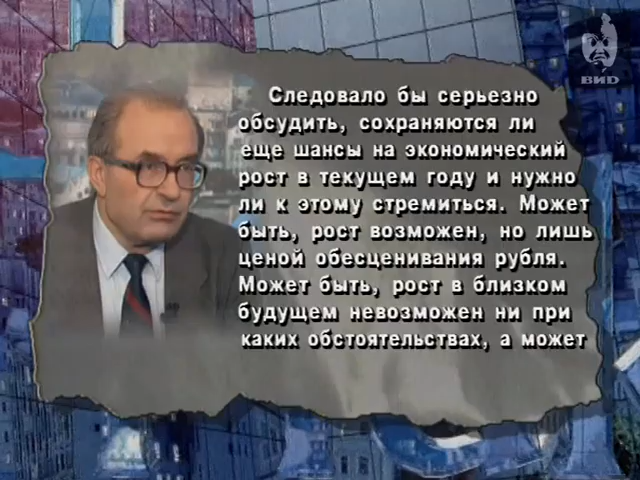 ВИD
Следовало бы серьезно
обсудить, сохраняются ли
еще шансы на экономический
рост в текущем году и нужно
ли к этому стремиться. Может
быть, рост возможен, но лишь
ценой обесценивания рубля.
Может быть, рост в близком
будущем невозможен ни при
каких обстоятельствах, а может